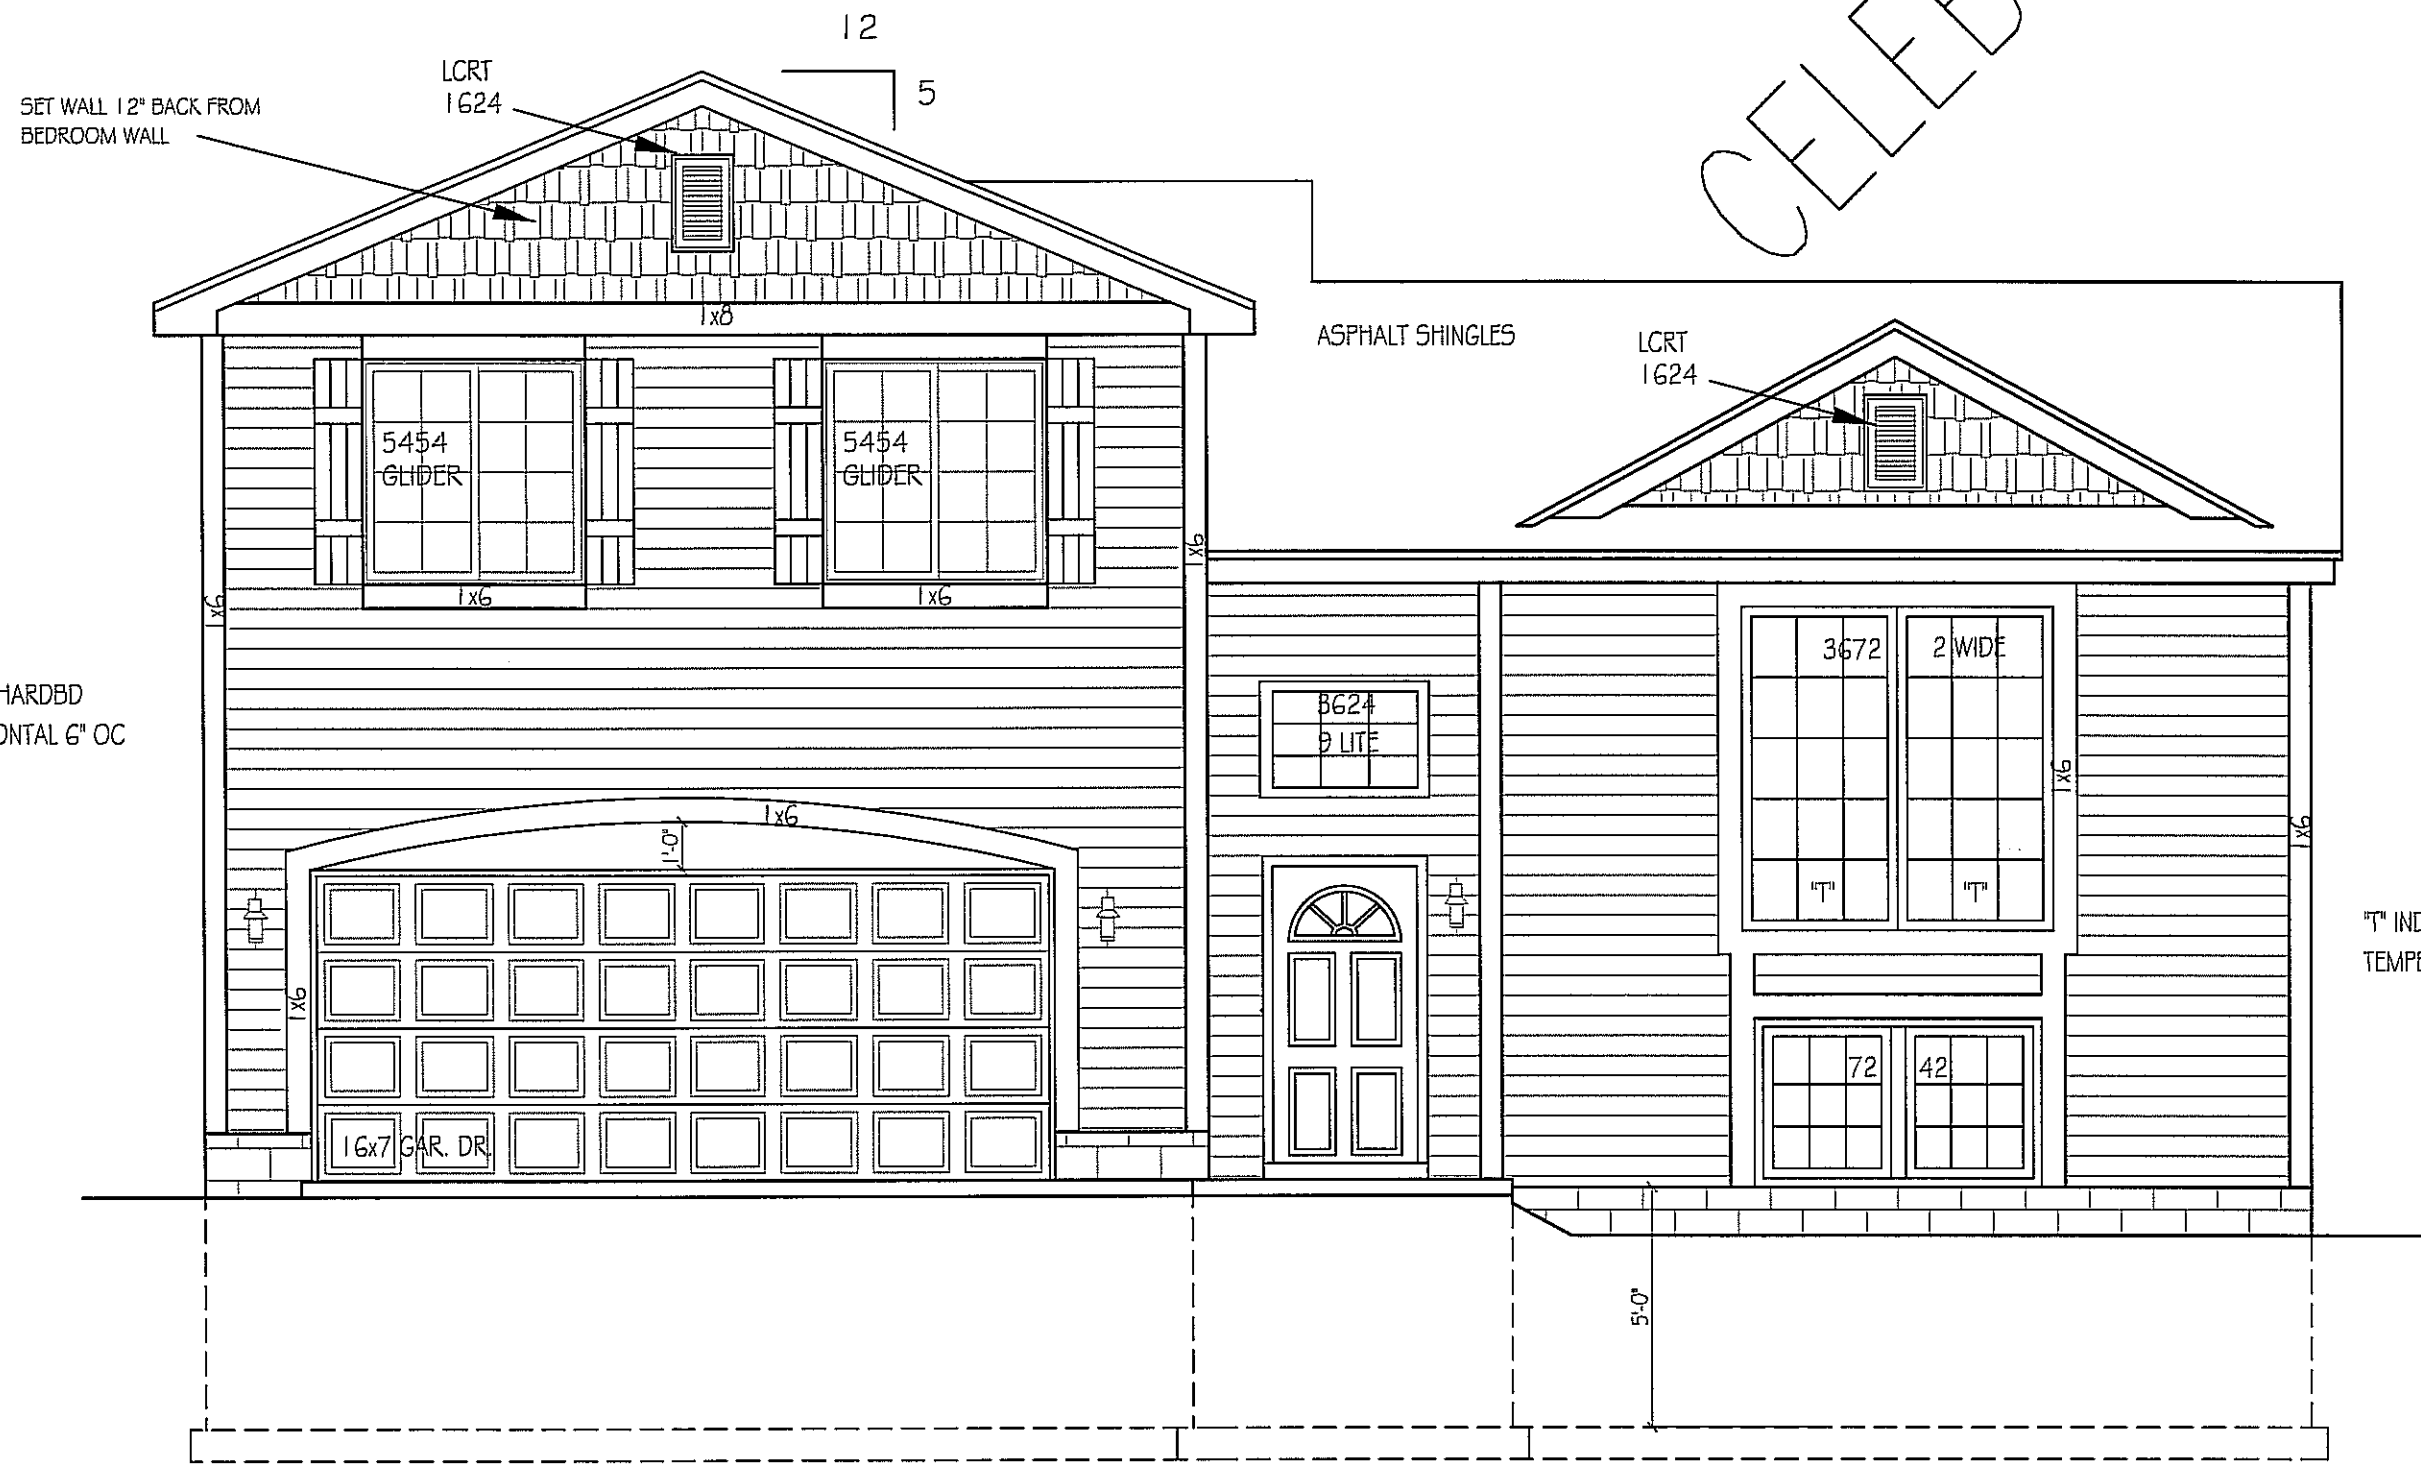 12
5
LCRT
1624
SET WALL 12" BACK FROM
BEDROOM WALL
1x8
ASPHALT SHINGLES
LCRT
1624
5454
GLIDER
5454
GLIDER
1x6
1x6
1x6
1x6
HARDBD
ONTAL 6" OC
3672
2 WIDE
3624
9 LITE
1x6
1x6
1x6
1'-0"
"T"
"T"
"T" IND
TEMPE
1x6
72
42
16x7 GAR. DR.
5'-0"